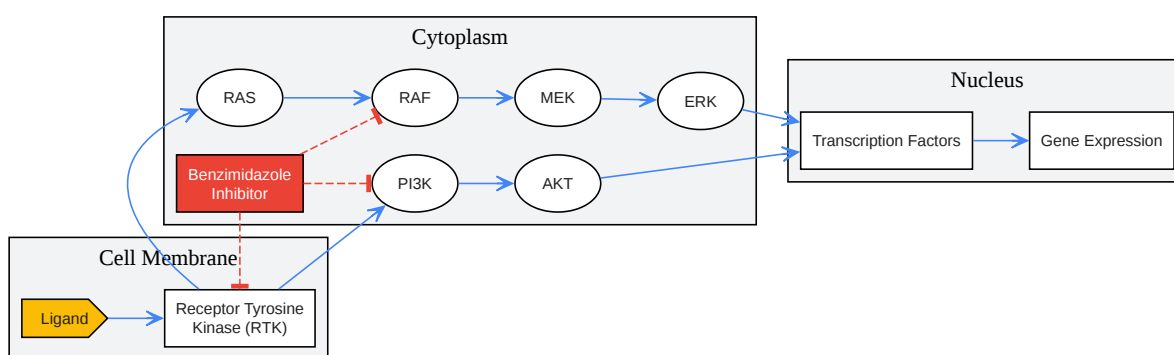 Cytoplasm
RAS
RAF
MEK
ERK
Benzimidazole
Inhibitor
PI3K
AKT
Nucleus
Transcription Factors
Gene Expression
Cell Membrane
Ligand
Receptor Tyrosine
Kinase (RTK)